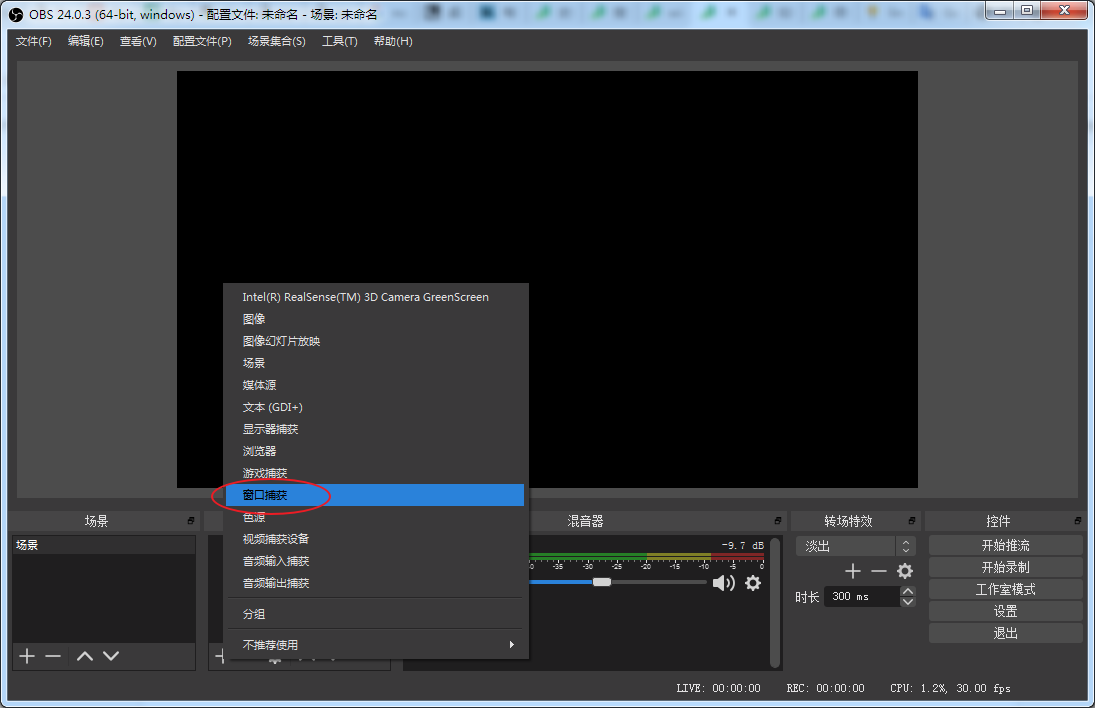 OBS 24.0.3 (64-bit, windows) - 配置文件: 未命名 - 场景: 未命名
文件(F) 编辑(E) 查看(V) 配置文件(P) 场景集合(S) 工具(T) 帮助(H)
Intel(R) RealSense(TM) 3D Camera GreenScreen
图像
图像幻灯片放映
场景
媒体源
文本 (GDI+)
显示器捕获
浏览器
游戏捕获
窗口捕获
色源
视频捕获设备
音频输入捕获
音频输出捕获
分组
不推荐使用
场景
场景
混音器
-9.7 dB
-35 -30 -25 -20 -15 -10 -5 0
转场特效
淡出
时长 300 ms
控件
开始推流
开始录制
工作室模式
设置
退出
LIVE: 00:00:00 REC: 00:00:00 CPU: 1.2%, 30.00 fps